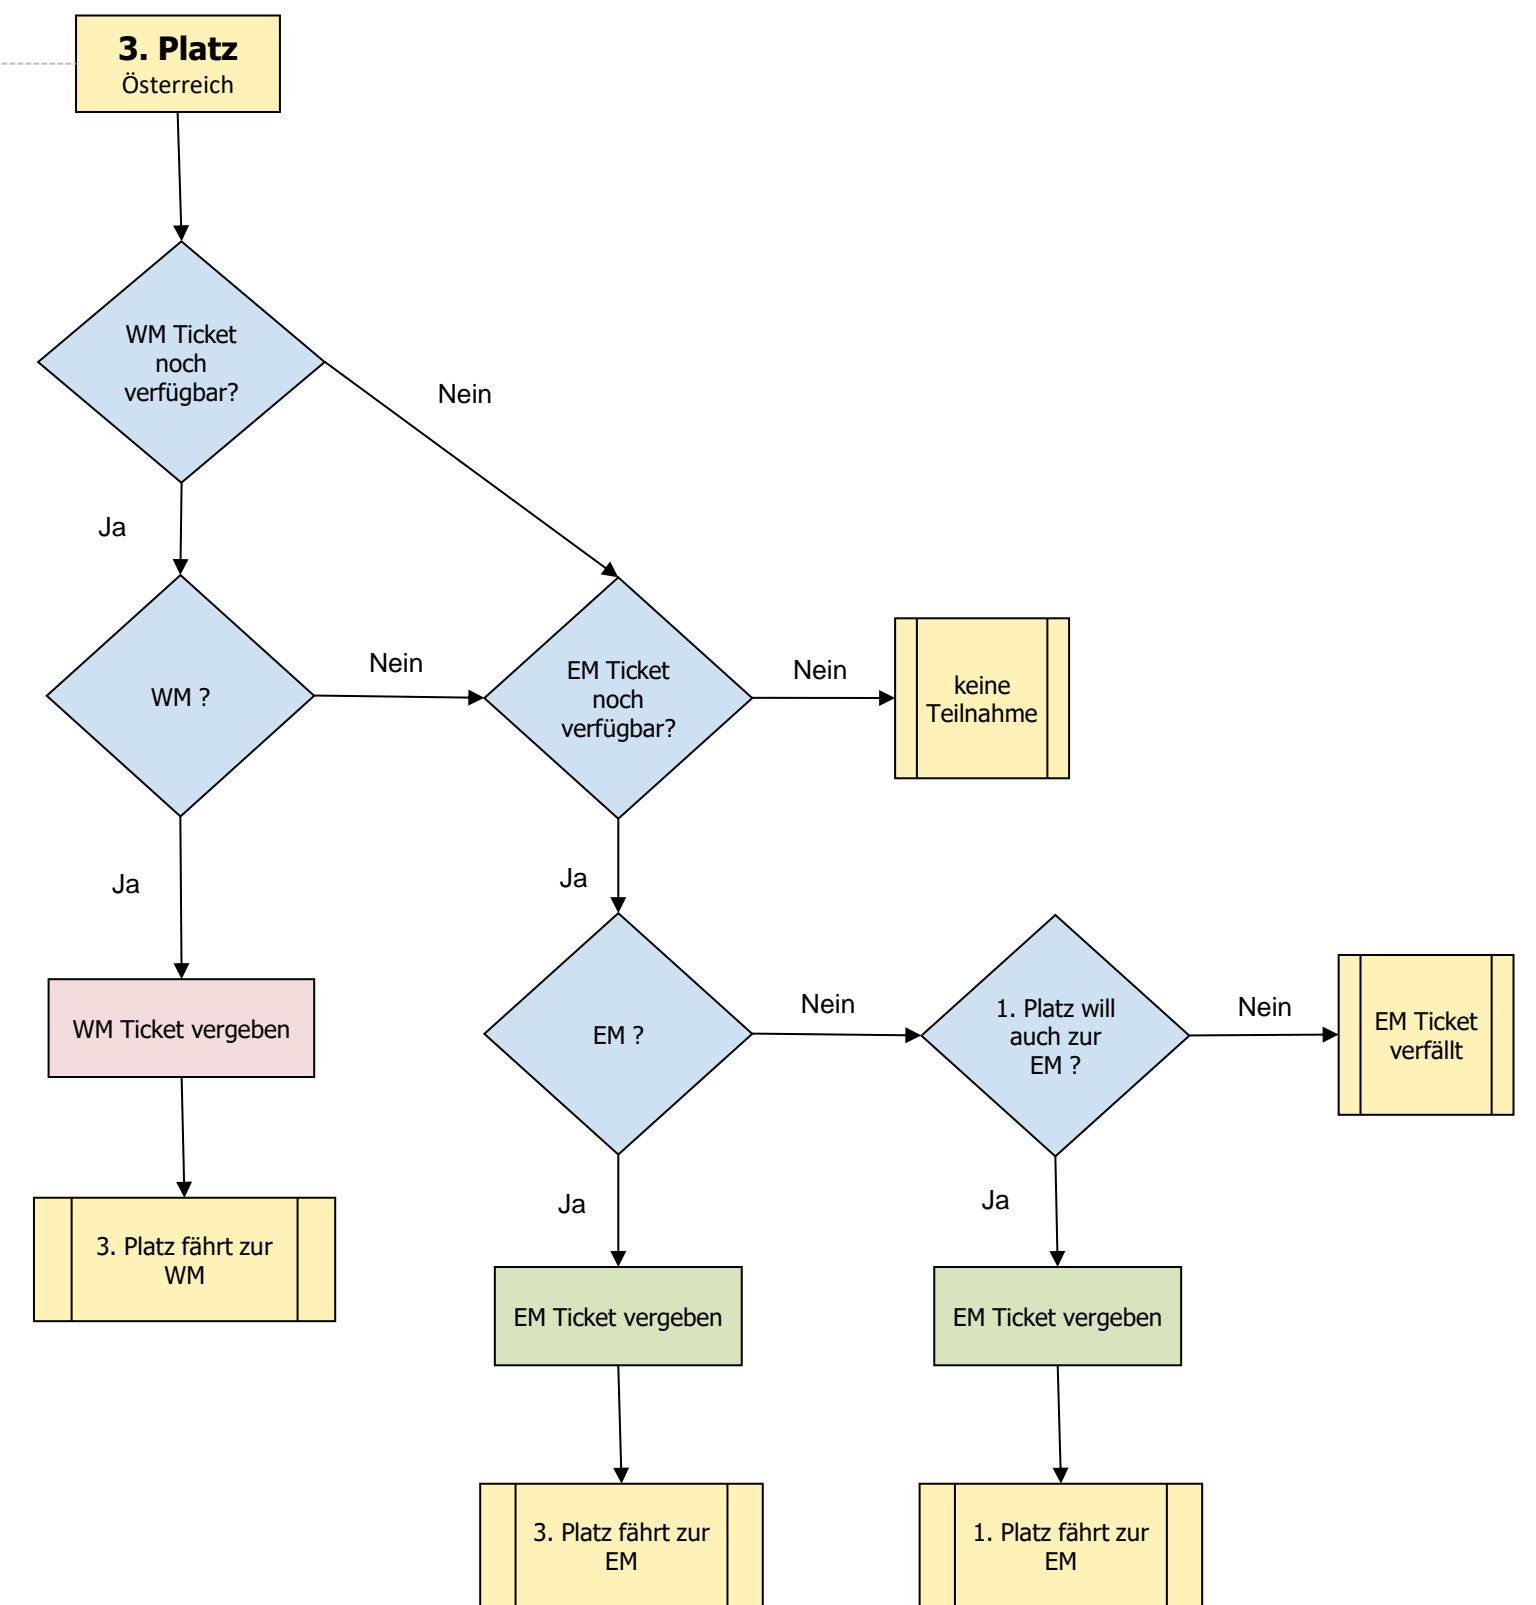 3. Platz
Österreich
WM Ticket
noch
verfügbar?
Nein
Ja
WM ?
Nein
EM Ticket
noch
verfügbar?
Nein
keine
Teilnahme
Ja
Ja
WM Ticket vergeben
EM ?
Nein
1. Platz will
auch zur
EM ?
Nein
EM Ticket
verfällt
Ja
Ja
3. Platz fährt zur
WM
EM Ticket vergeben
EM Ticket vergeben
3. Platz fährt zur
EM
1. Platz fährt zur
EM